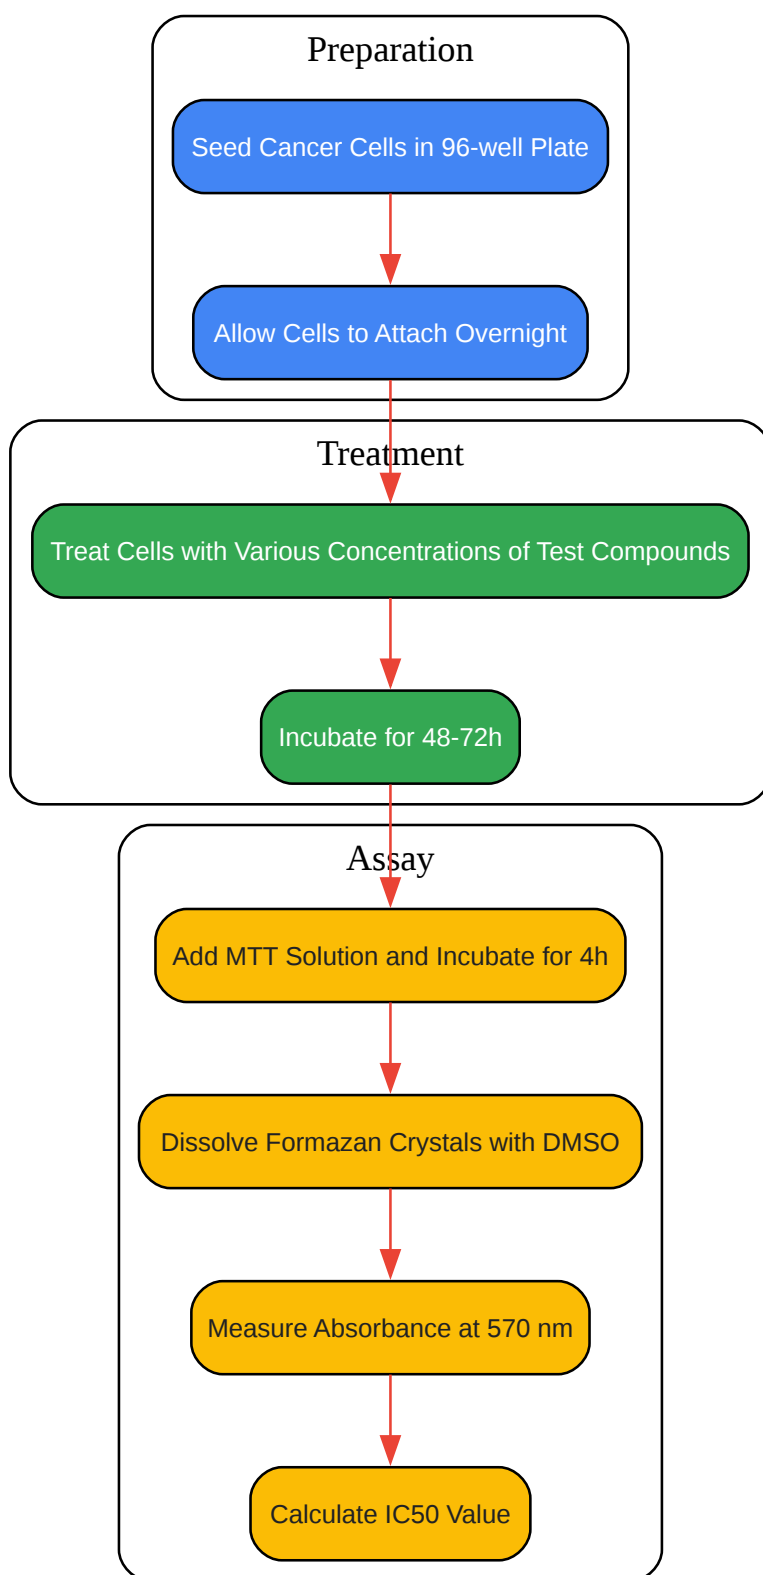 Preparation
Seed Cancer Cells in 96-well Plate
Allow Cells to Attach Overnight
Treatment
Treat Cells with Various Concentrations of Test Compounds
Incubate for 48-72h
Assay
Add MTT Solution and Incubate for 4h
Dissolve Formazan Crystals with DMSO
Measure Absorbance at 570 nm
Calculate IC50 Value